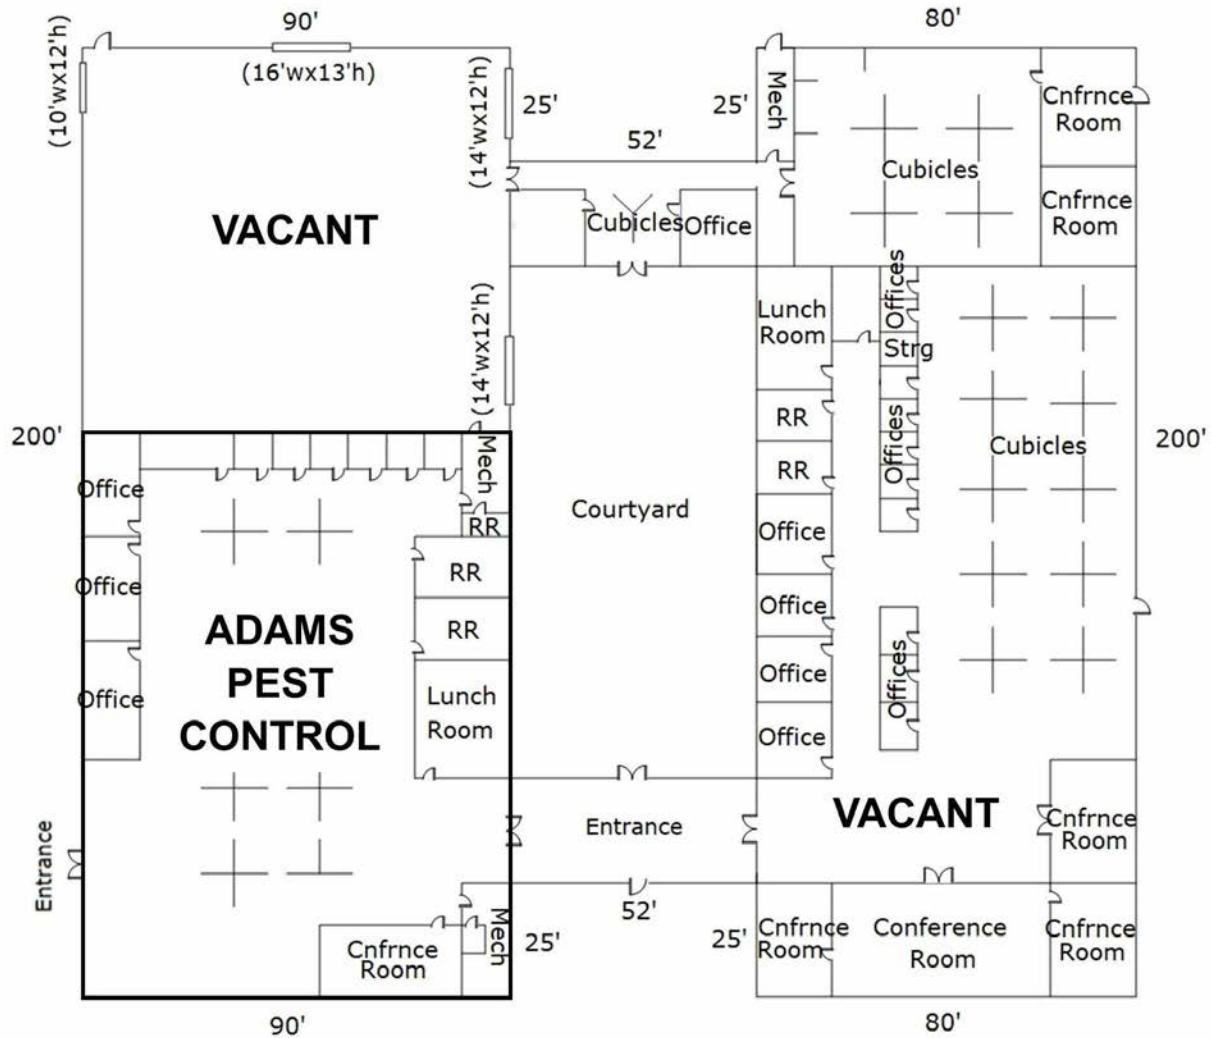 90'
80'
(10'wx12'h)
(16'wx13'h)
(14'wx12'h)
25'
52'
25'
Mech
Cnfrnce
Room
Cubicles
Cnfrnce
Room
VACANT
Cubicles
Office
Offices
(14'wx12'h)
Lunch
Room
Strg
200'
Mech
RR
Offices
Cubicles
200'
Office
RR
RR
Courtyard
Office
RR
Office
Office
RR
Office
ADAMS
PEST
CONTROL
Office
Lunch
Room
Offices
Office
Entrance
Entrance
VACANT
Cnfrnce
Room
Mech
25'
52'
25'
Cnfrnce
Room
Cnfrnce
Room
Conference
Room
Cnfrnce
Room
90'
80'